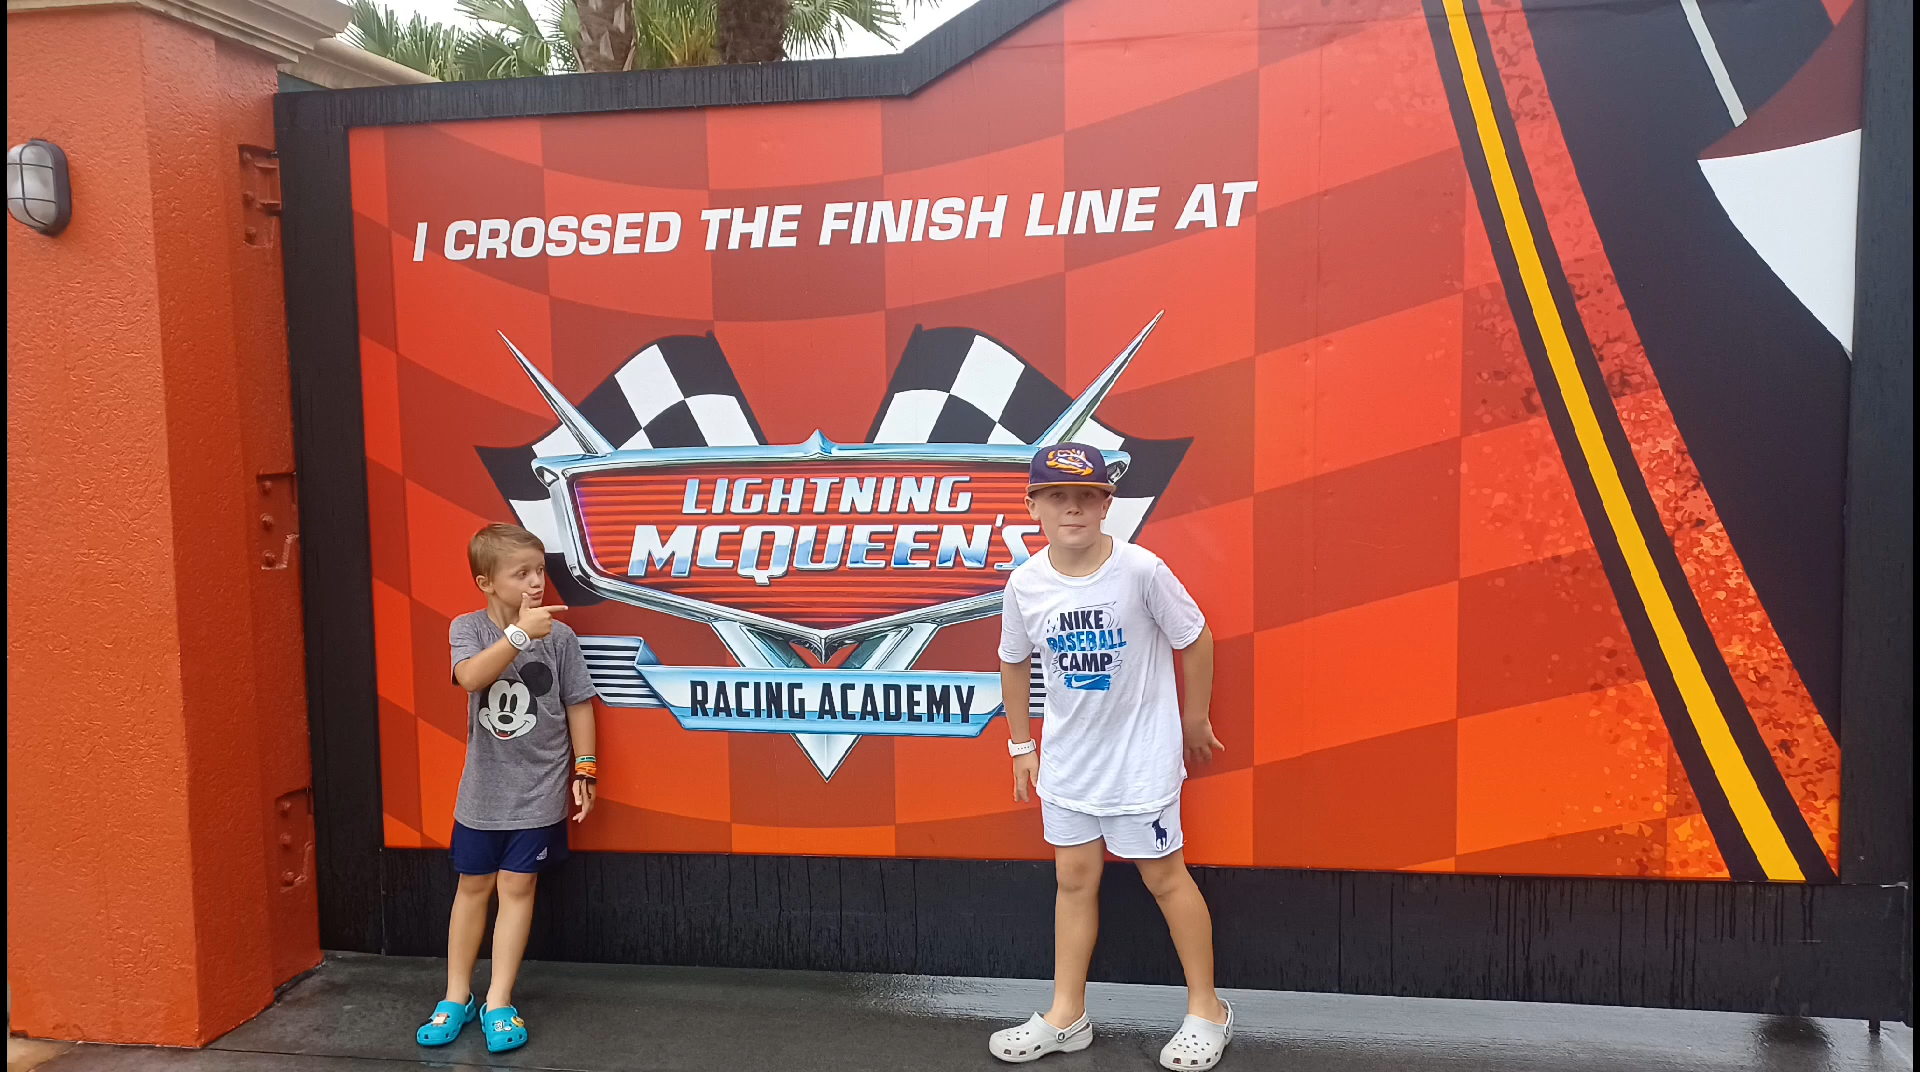 I CROSSED THE FINISH LINE AT
LIGHTNING
MCQUEEN'S
RACING ACADEMY
NIKE
BASEBALL
CAMP